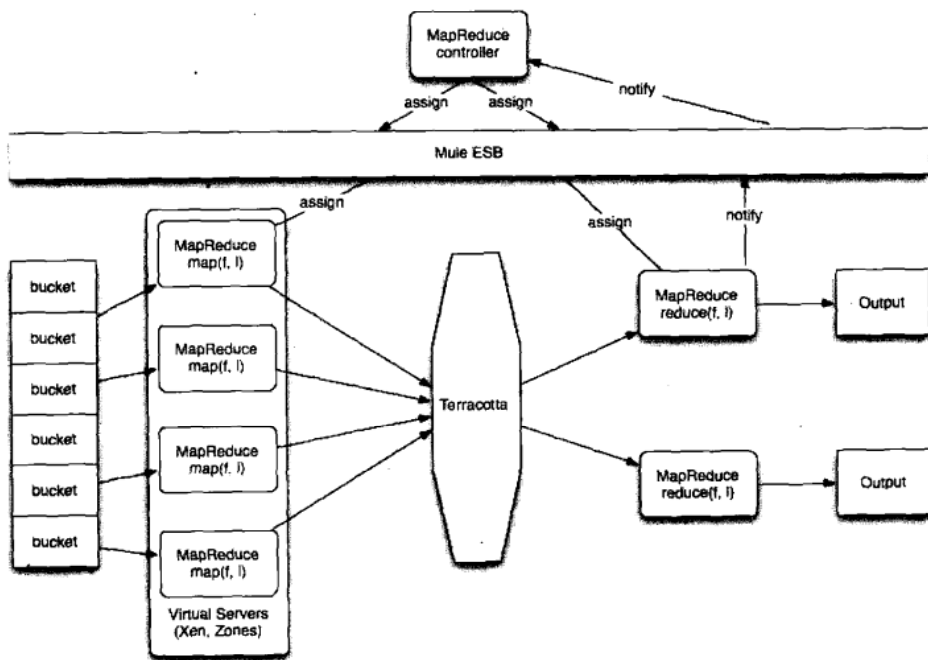 MapReduce
controller
assign
assign
notify
Mule ESB
assign
assign
notify
bucket
bucket
bucket
bucket
bucket
bucket
MapReduce
map(f, l)
MapReduce
map(f, l)
MapReduce
map(f, l)
MapReduce
map(f, l)
Virtual Servers
(Xen, Zones)
Terracotta
MapReduce
reduce(f, l)
Output
MapReduce
reduce(f, l)
Output